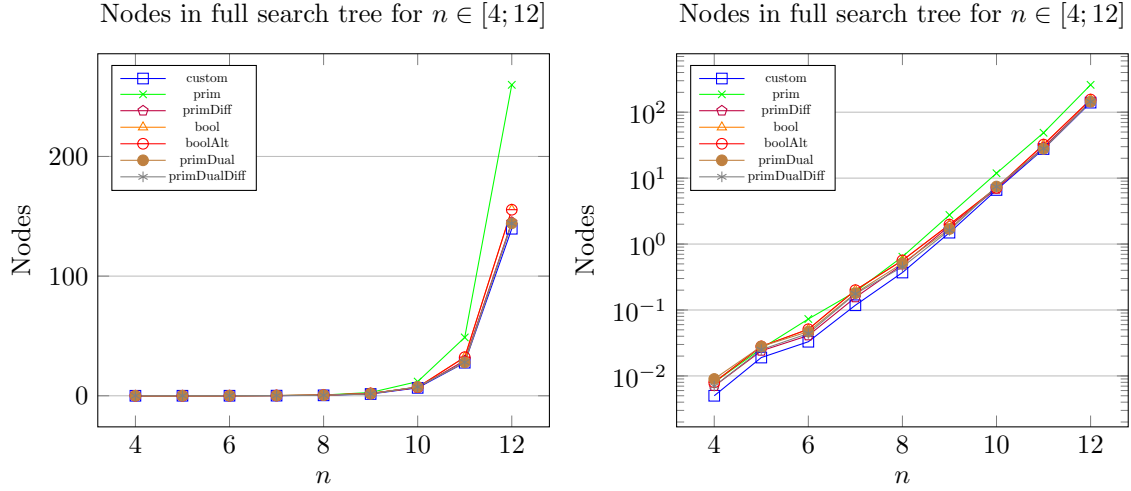 Nodes in full search tree for n ∈ [4; 12]
custom
prim
primDiff
bool
boolAlt
primDual
primDualDiff
200
100
0
Nodes
4 6 8 10 12
n
Nodes in full search tree for n ∈ [4; 12]
custom
prim
primDiff
bool
boolAlt
primDual
primDualDiff
10^2
10^1
10^0
10^-1
10^-2
Nodes
4 6 8 10 12
n